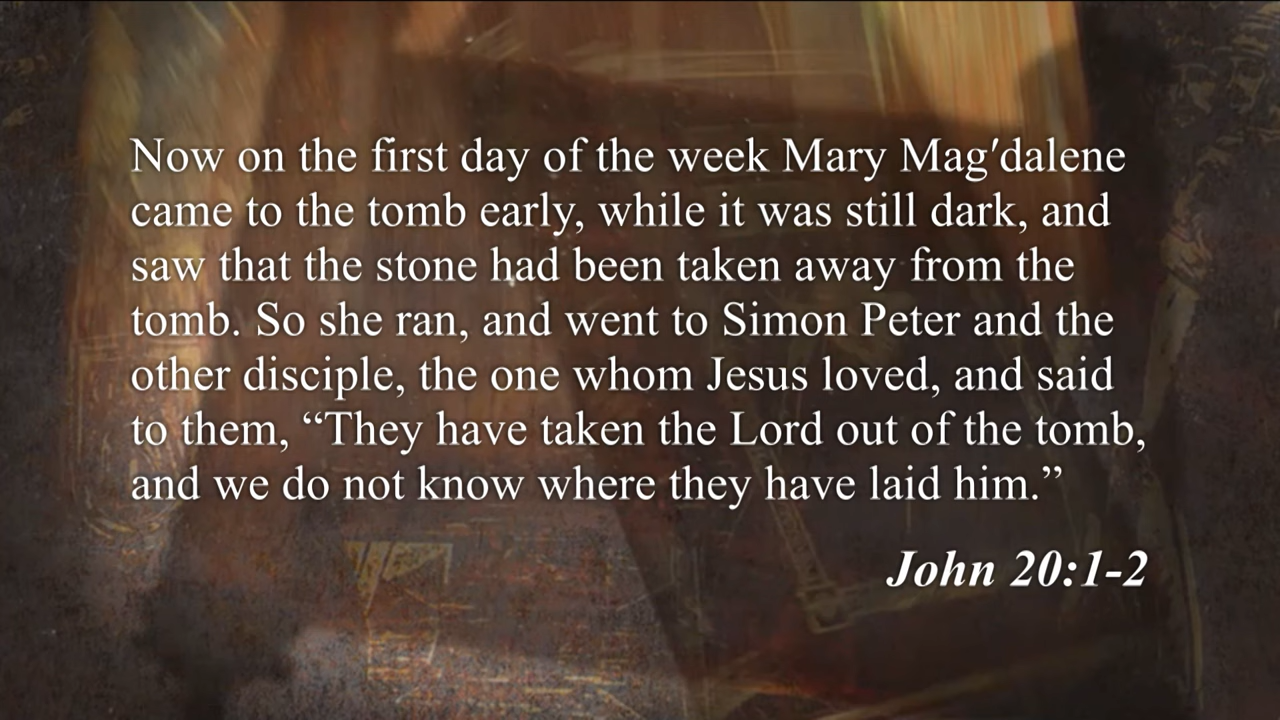 Now on the first day of the week Mary Mag′dalene
came to the tomb early, while it was still dark, and
saw that the stone had been taken away from the
tomb. So she ran, and went to Simon Peter and the
other disciple, the one whom Jesus loved, and said
to them, “They have taken the Lord out of the tomb,
and we do not know where they have laid him.”
John 20:1-2